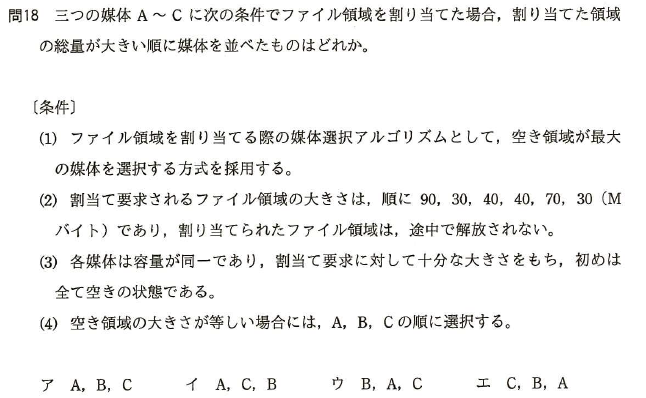 問18 三つの媒体 A ～ C に次の条件でファイル領域を割り当てた場合，割り当てた領域
の総量が大きい順に媒体を並べたものはどれか。
〔条件〕
(1) ファイル領域を割り当てる際の媒体選択アルゴリズムとして，空き領域が最大
の媒体を選択する方式を採用する。
(2) 割当て要求されるファイル領域の大きさは，順に 90，30，40，40，70，30（M
バイト）であり，割り当てられたファイル領域は，途中で解放されない。
(3) 各媒体は容量が同一であり，割当て要求に対して十分な大きさをもち，初めは
全て空きの状態である。
(4) 空き領域の大きさが等しい場合には，A，B，C の順に選択する。
ア A，B，C イ A，C，B ウ B，A，C エ C，B，A